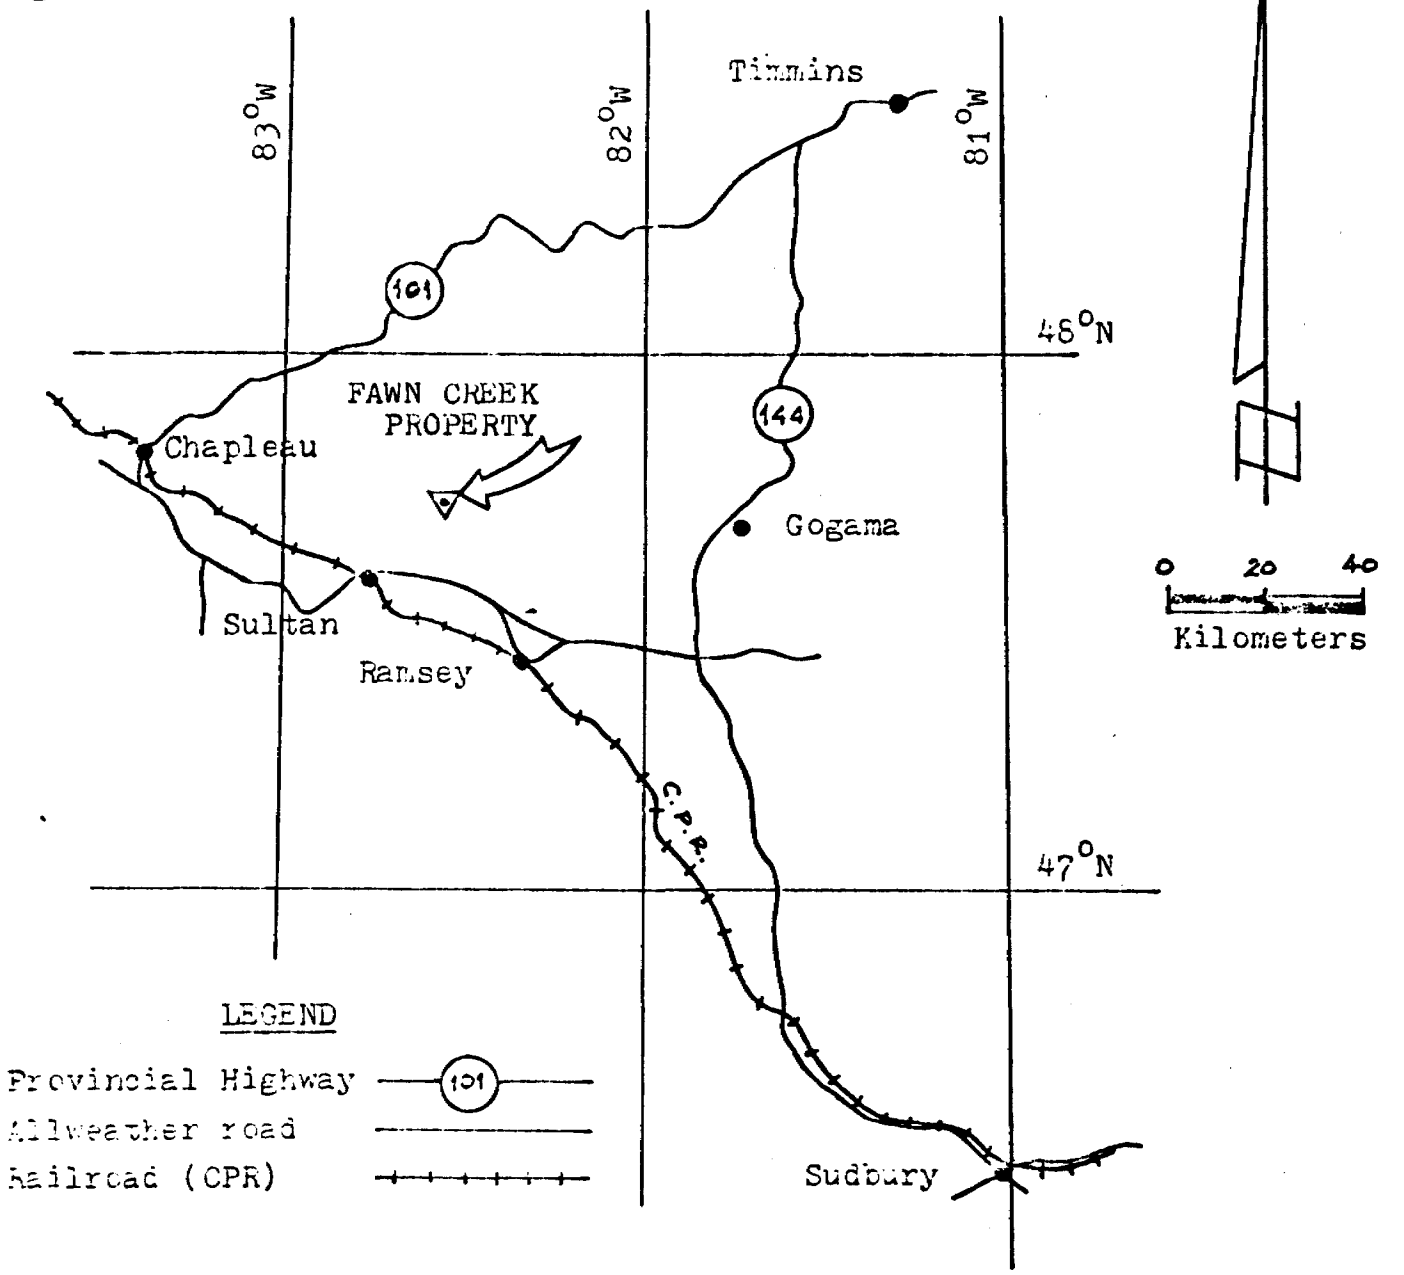 Timmins
83°W
82°W
81°W
101
48°N
FAWN CREEK
PROPERTY
144
Chapleau
Gogama
0 20 40
Kilometers
Sultan
Ramsey
C.P.R.
47°N
LEGEND
Provincial Highway 101
Allweather road
Railroad (CPR)
Sudbury
N